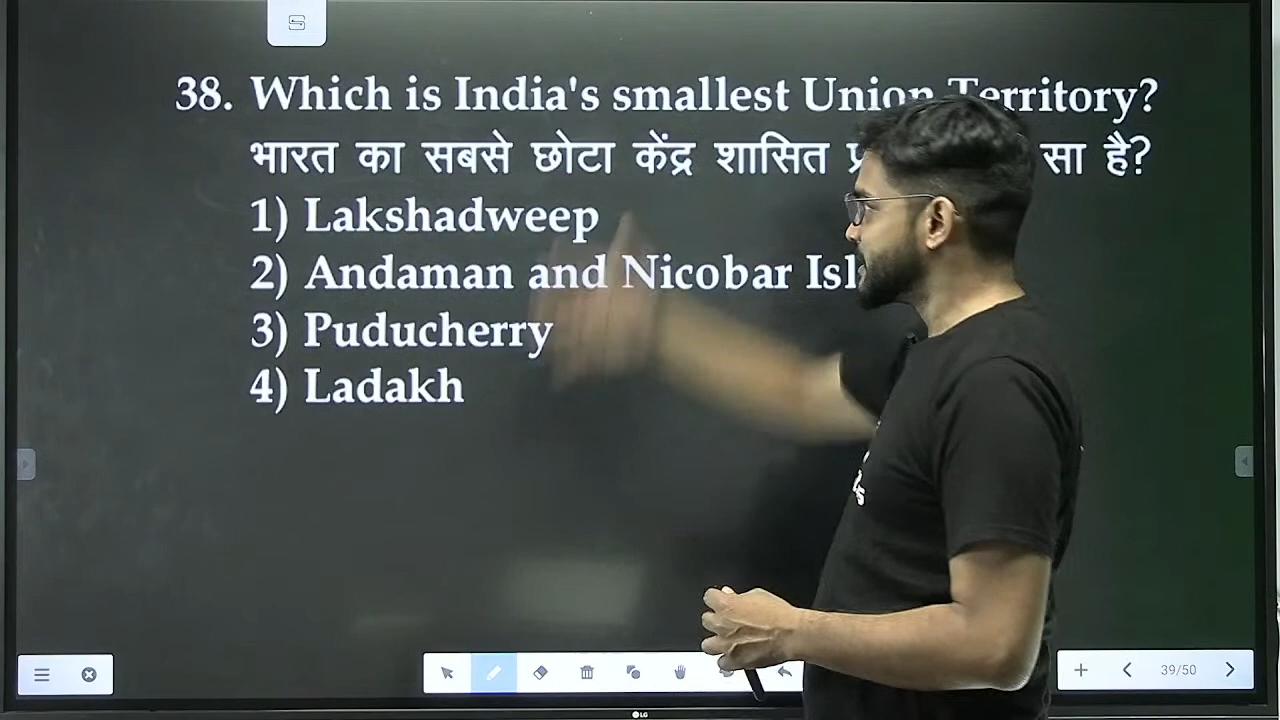 38. Which is India's smallest Union Territory?
भारत का सबसे छोटा केंद्र शासित सा है?
1) Lakshadweep
2) Andaman and Nicobar
3) Puducherry
4) Ladakh
39/50
LG